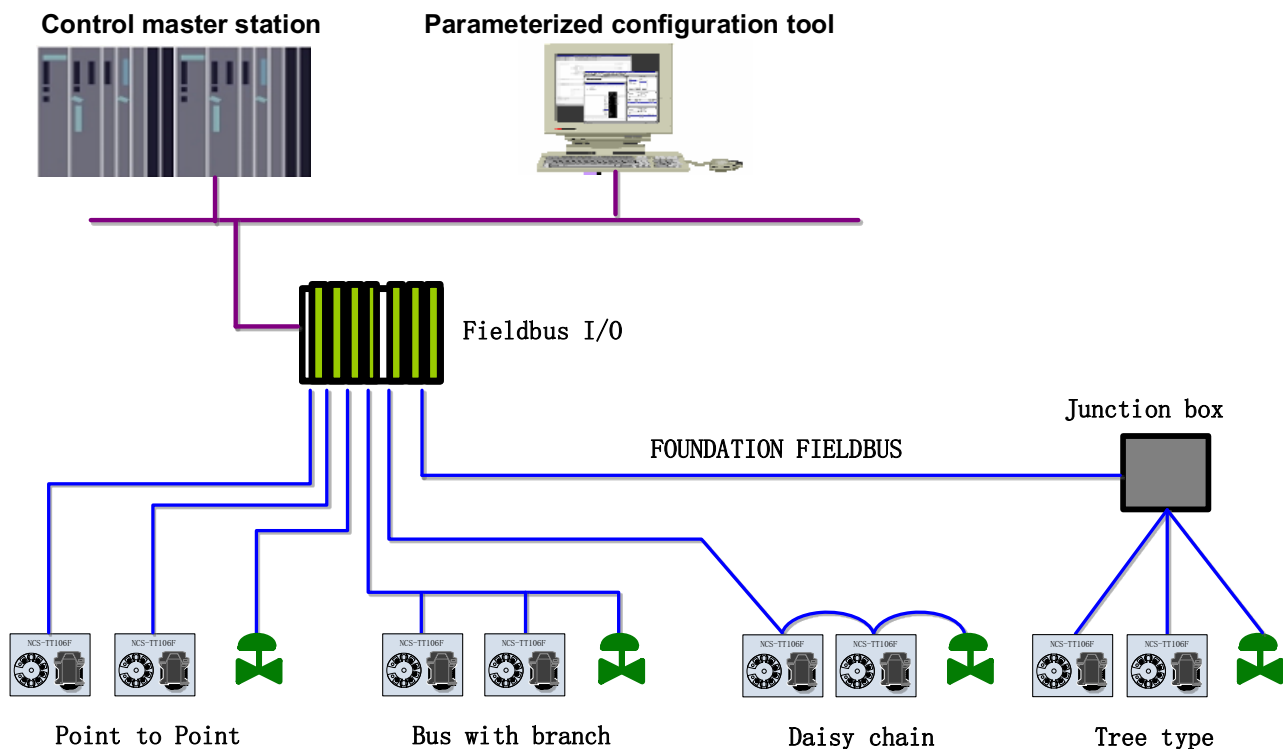 Control master station
Parameterized configuration tool
Fieldbus I/O
Junction box
FOUNDATION FIELDBUS
NCS-TT106F
NCS-TT106F
NCS-TT106F
NCS-TT106F
NCS-TT106F
NCS-TT106F
NCS-TT106F
NCS-TT106F
Point to Point
Bus with branch
Daisy chain
Tree type